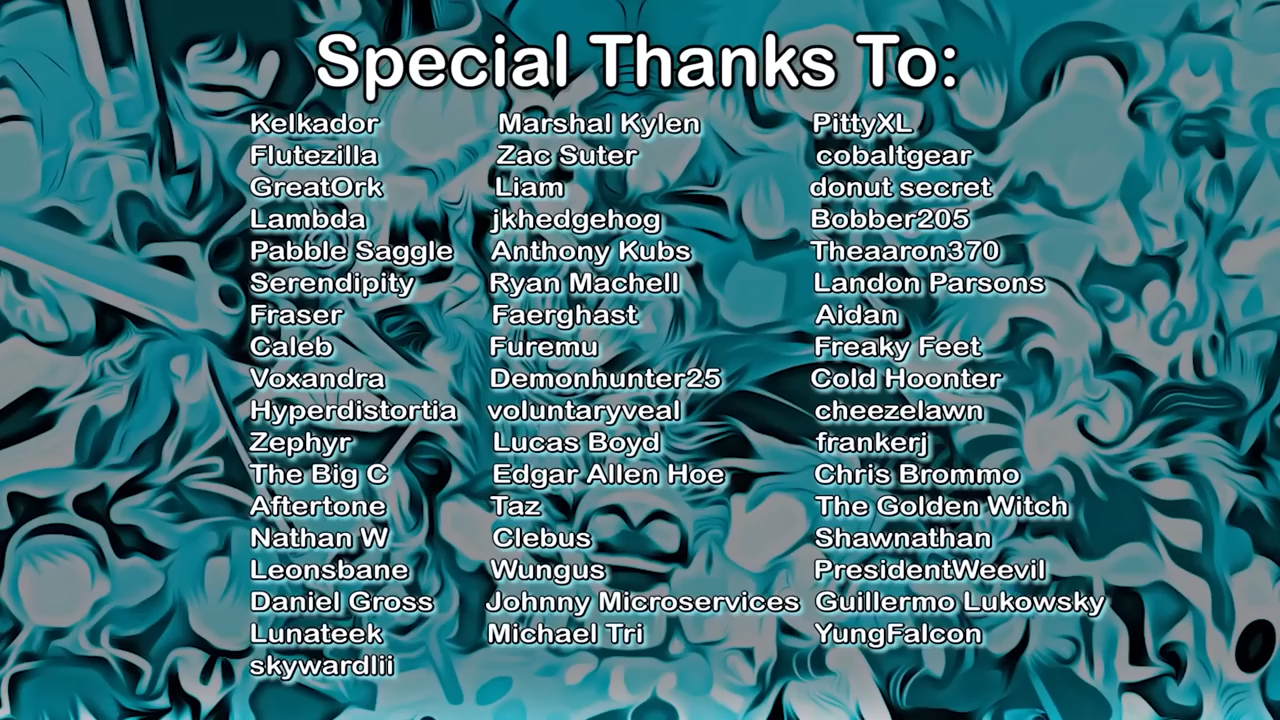 Special Thanks To:
Kelkador
Flutezilla
GreatOrk
Lambda
Pabble Saggle
Serendipity
Fraser
Caleb
Voxandra
Hyperdistortia
Zephyr
The Big C
Aftertone
Nathan W
Leonsbane
Daniel Gross
Lunateek
skywardlii
Marshal Kylen
Zac Suter
Liam
jkhedgehog
Anthony Kubs
Ryan Machell
Faerghast
Furemu
Demonhunter25
voluntaryveal
Lucas Boyd
Edgar Allen Hoe
Taz
Clebus
Wungus
Johnny Microservices
Michael Tri
PittyXL
cobaltgear
donut secret
Bobber205
Theaaron370
Landon Parsons
Aidan
Freaky Feet
Cold Hoonter
cheezelawn
frankerj
Chris Brommo
The Golden Witch
Shawnathan
PresidentWeevil
Guillermo Lukowsky
YungFalcon